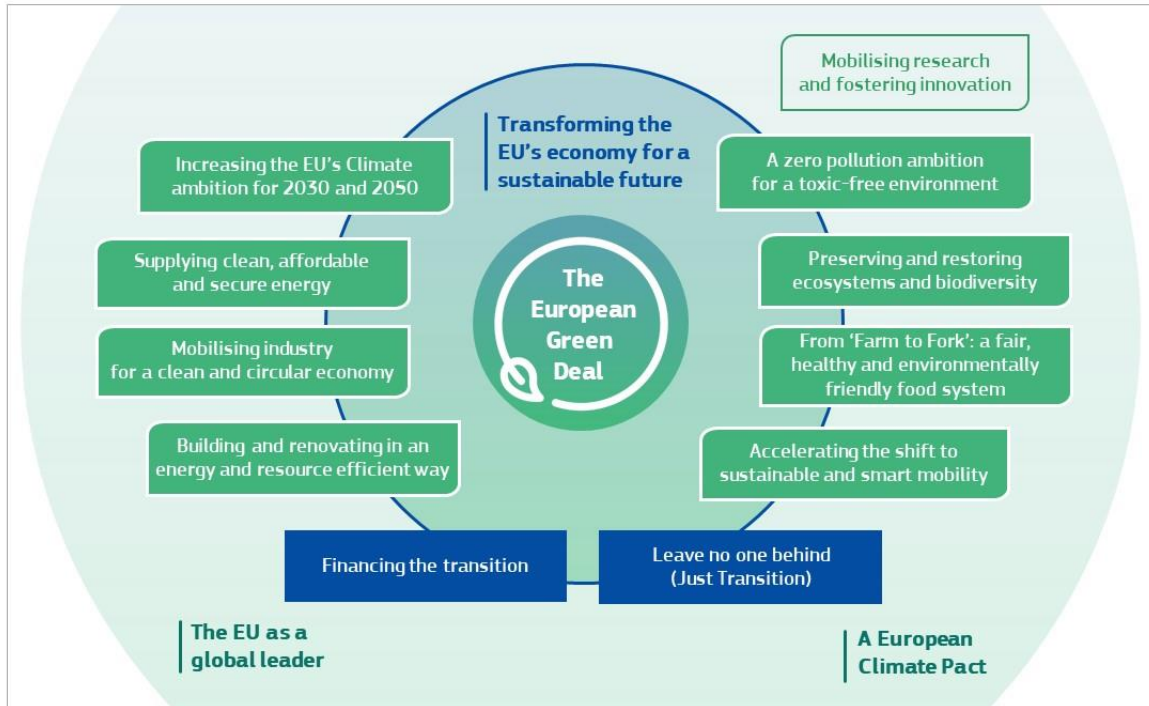 Mobilising research
and fostering innovation
Transforming the
EU's economy for a
sustainable future
Increasing the EU's Climate
ambition for 2030 and 2050
A zero pollution ambition
for a toxic-free environment
Supplying clean, affordable
and secure energy
Preserving and restoring
ecosystems and biodiversity
The
European
Green
Deal
Mobilising industry
for a clean and circular economy
From 'Farm to Fork': a fair,
healthy and environmentally
friendly food system
Building and renovating in an
energy and resource efficient way
Accelerating the shift to
sustainable and smart mobility
Financing the transition
Leave no one behind
(Just Transition)
The EU as a
global leader
A European
Climate Pact